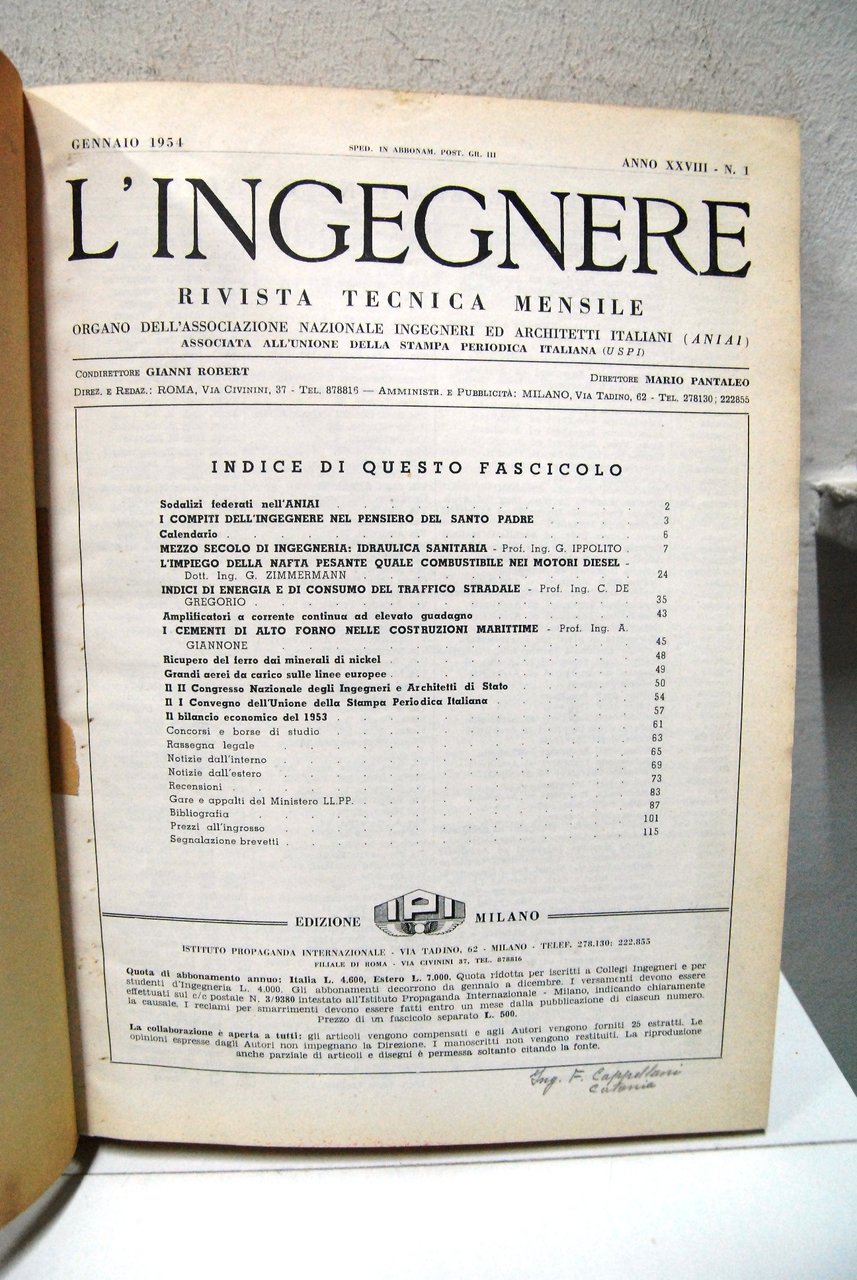 GENNAIO 1954
SPED. IN ABBONAM. POST. GR. III
ANNO XXVIII - N. 1
L'INGEGNERE
RIVISTA TECNICA MENSILE
ORGANO DELL'ASSOCIAZIONE NAZIONALE INGEGNERI ED ARCHITETTI ITALIANI (ANIAI)
ASSOCIATA ALL'UNIONE DELLA STAMPA PERIODICA ITALIANA (USPI)
CONDIRETTORE GIANNI ROBERT
DIRETTORE MARIO PANTALEO
DIREZ. E REDAZ.: ROMA, VIA CIVININI, 37 - TEL. 878816 — AMMINISTR. E PUBBLICITÀ: MILANO, VIA TADINO, 62 - TEL. 278130; 222855
INDICE DI QUESTO FASCICOLO
Sodalizi federati nell'ANIAI . . . . . . . 2
I COMPITI DELL'INGEGNERE NEL PENSIERO DEL SANTO PADRE . . . . 3
Calendario . . . . . . . . . 6
MEZZO SECOLO DI INGEGNERIA: IDRAULICA SANITARIA - Prof. Ing. G. IPPOLITO . 7
L'IMPIEGO DELLA NAFTA PESANTE QUALE COMBUSTIBILE NEI MOTORI DIESEL -
Dott. Ing. G. ZIMMERMANN . . . . . . . 24
INDICI DI ENERGIA E DI CONSUMO DEL TRAFFICO STRADALE - Prof. Ing. C. DE
GREGORIO . . . . . . . . . 35
Amplificatori a corrente continua ad elevato guadagno . . . . . 43
I CEMENTI DI ALTO FORNO NELLE COSTRUZIONI MARITTIME - Prof. Ing. A.
GIANNONE . . . . . . . . . 45
Ricupero del ferro dai minerali di nickel . . . . . . 48
Grandi aerei da carico sulle linee europee . . . . . . 49
Il II Congresso Nazionale degli Ingegneri e Architetti di Stato . . . . 50
Il I Convegno dell'Unione della Stampa Periodica Italiana . . . . 54
Il bilancio economico del 1953 . . . . . . . 57
Concorsi e borse di studio . . . . . . . 61
Rassegna legale . . . . . . . . 63
Notizie dall'interno . . . . . . . . 65
Notizie dall'estero . . . . . . . . 69
Recensioni . . . . . . . . . 73
Gare e appalti del Ministero LL.PP. . . . . . . 83
Bibliografia . . . . . . . . . 87
Prezzi all'ingrosso . . . . . . . . 101
Segnalazione brevetti . . . . . . . . 115
EDIZIONE IPI MILANO
ISTITUTO PROPAGANDA INTERNAZIONALE - VIA TADINO, 62 - MILANO - TELEF. 278.130; 222.855
FILIALE DI ROMA - VIA CIVININI 37, TEL. 878816
Quota di abbonamento annuo: Italia L. 4.600, Estero L. 7.000. Quota ridotta per iscritti a Collegi Ingegneri e per
studenti d'Ingegneria L. 4.000. Gli abbonamenti decorrono da gennaio a dicembre. I versamenti devono essere
effettuati sul c/c postale N. 3/9380 intestato all'Istituto Propaganda Internazionale - Milano, indicando chiaramente
la causale. I reclami per smarrimenti devono essere fatti entro un mese dalla pubblicazione di ciascun numero.
Prezzo di un fascicolo separato L. 500.
La collaborazione è aperta a tutti: gli articoli vengono compensati e agli Autori vengono forniti 25 estratti. Le
opinioni espresse dagli Autori non impegnano la Direzione. I manoscritti non vengono restituiti. La riproduzione
anche parziale di articoli e disegni è permessa soltanto citando la fonte.
Ing. F. Cappellani
Catania